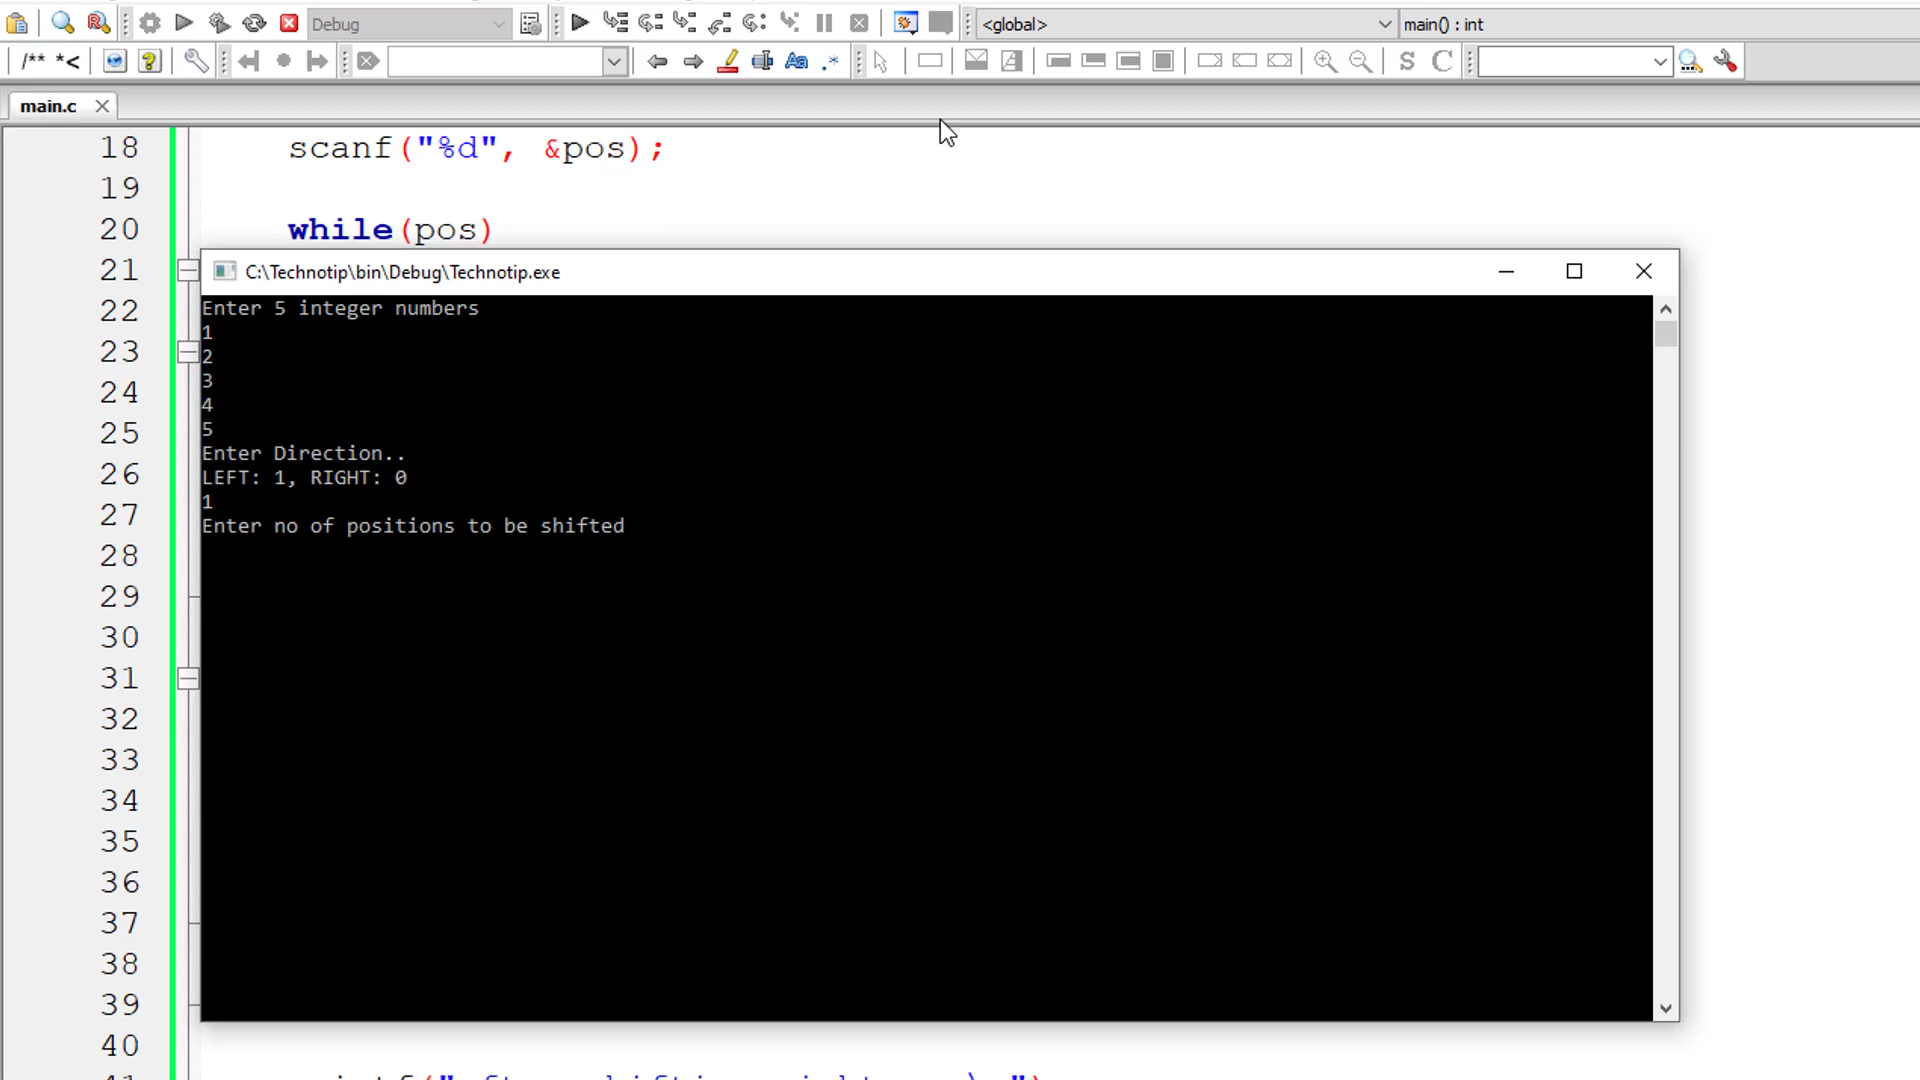 Debug
<global>
main() : int
/** *<
Aa .*
S C
main.c
18 scanf("%d", &pos);
19
20 while(pos)
21
22
23
24
25
26
27
28
29
30
31
32
33
34
35
36
37
38
39
40
C:\Technotip\bin\Debug\Technotip.exe
Enter 5 integer numbers
1
2
3
4
5
Enter Direction..
LEFT: 1, RIGHT: 0
1
Enter no of positions to be shifted